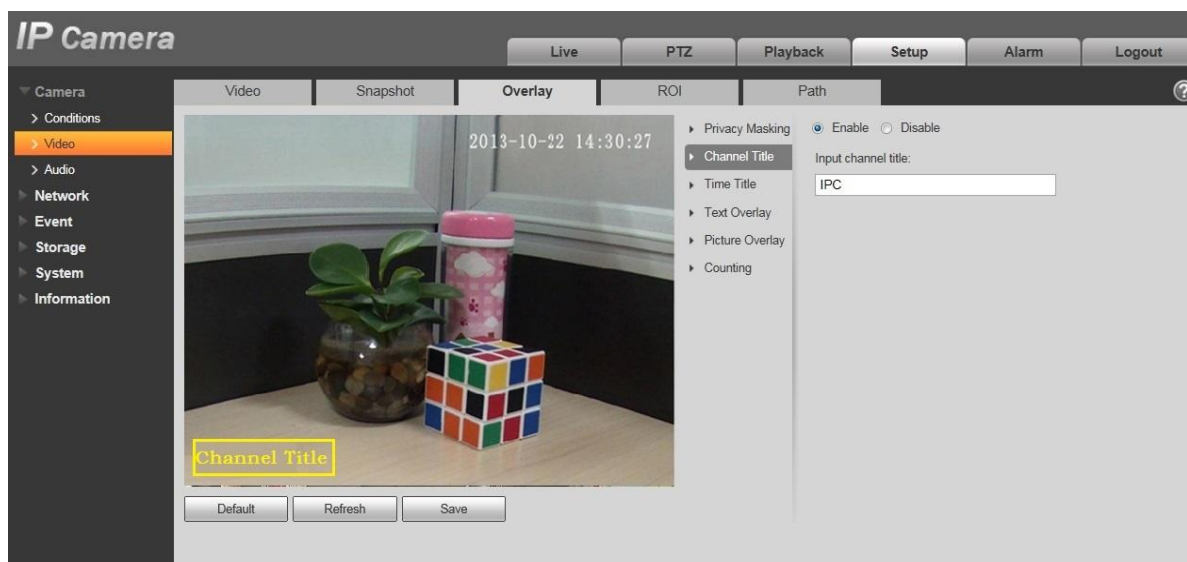 IP Camera
Live PTZ Playback Setup Alarm Logout
Camera
> Conditions
> Video
> Audio
Network
Event
Storage
System
Information
Video Snapshot Overlay ROI Path
?
2013-10-22 14:30:27
Channel Title
Default Refresh Save
Privacy Masking
Channel Title
Time Title
Text Overlay
Picture Overlay
Counting
Enable Disable
Input channel title:
IPC